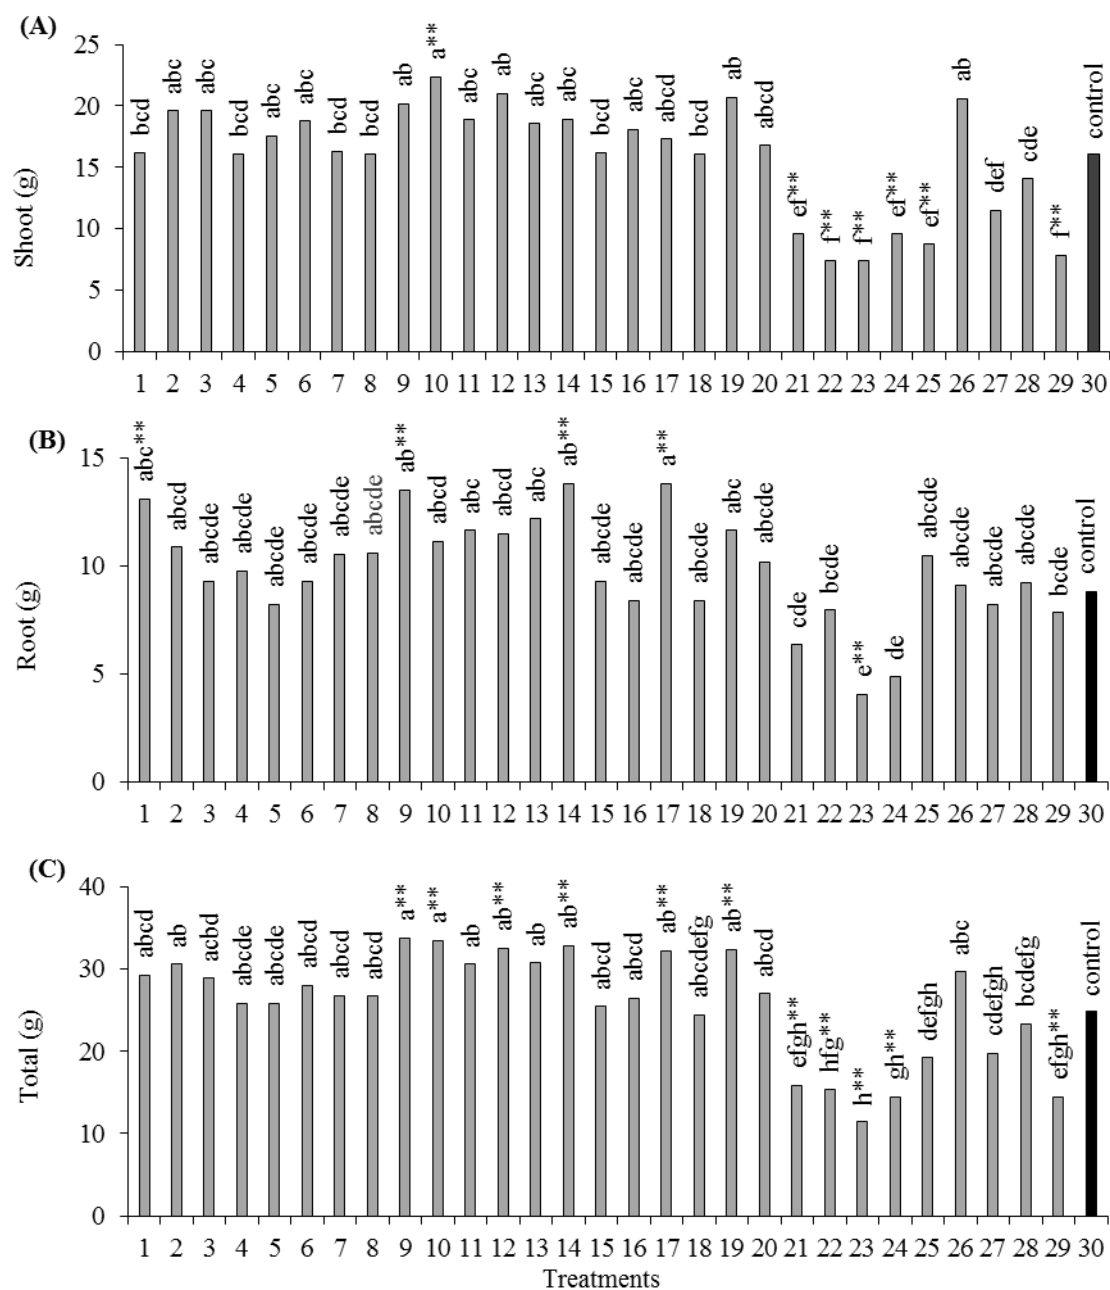 (A)
Shoot (g)
25
20
15
10
5
0
bcd abc abc bcd abc abc bcd bcd ab a** abc ab abc abc bcd abc abcd bcd ab abcd ef** f** f** ef** ef** ab def cde f** control
1 2 3 4 5 6 7 8 9 10 11 12 13 14 15 16 17 18 19 20 21 22 23 24 25 26 27 28 29 30
(B)
Root (g)
15
10
5
0
abc** abcd abcde abcde abcde abcde abcde abcde ab** abcd abc abcd abc ab** abcde abcde a** abcde abc abcde cde bcde e** de abcde abcde abcde abcde bcde control
1 2 3 4 5 6 7 8 9 10 11 12 13 14 15 16 17 18 19 20 21 22 23 24 25 26 27 28 29 30
(C)
Total (g)
40
30
20
10
0
abcd ab acbd abcde abcde abcd abcd abcd a** a** ab ab** ab ab** abcd abcd ab** abcdefg ab** abcd efgh** hfg** h** gh** defgh abc cdefgh bcdefg efgh** control
1 2 3 4 5 6 7 8 9 10 11 12 13 14 15 16 17 18 19 20 21 22 23 24 25 26 27 28 29 30
Treatments